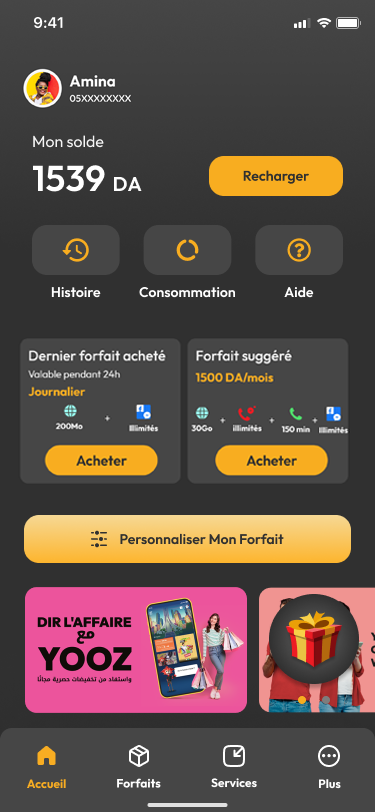 9:41
Amina
05XXXXXXXX
Mon solde
1539 DA
Recharger
Histoire
Consommation
Aide
Dernier forfait acheté
Valable pendant 24h
Journalier
200Mo
+
Illimités
Acheter
Forfait suggéré
1500 DA/mois
30Go
+
illimités
+
150 min
+
Illimités
Acheter
Personnaliser Mon Forfait
DIR L'AFFAIRE
مع
YOOZ
واستفاد من تخفيضات حصرية مجانًا
Accueil
Forfaits
Services
Plus